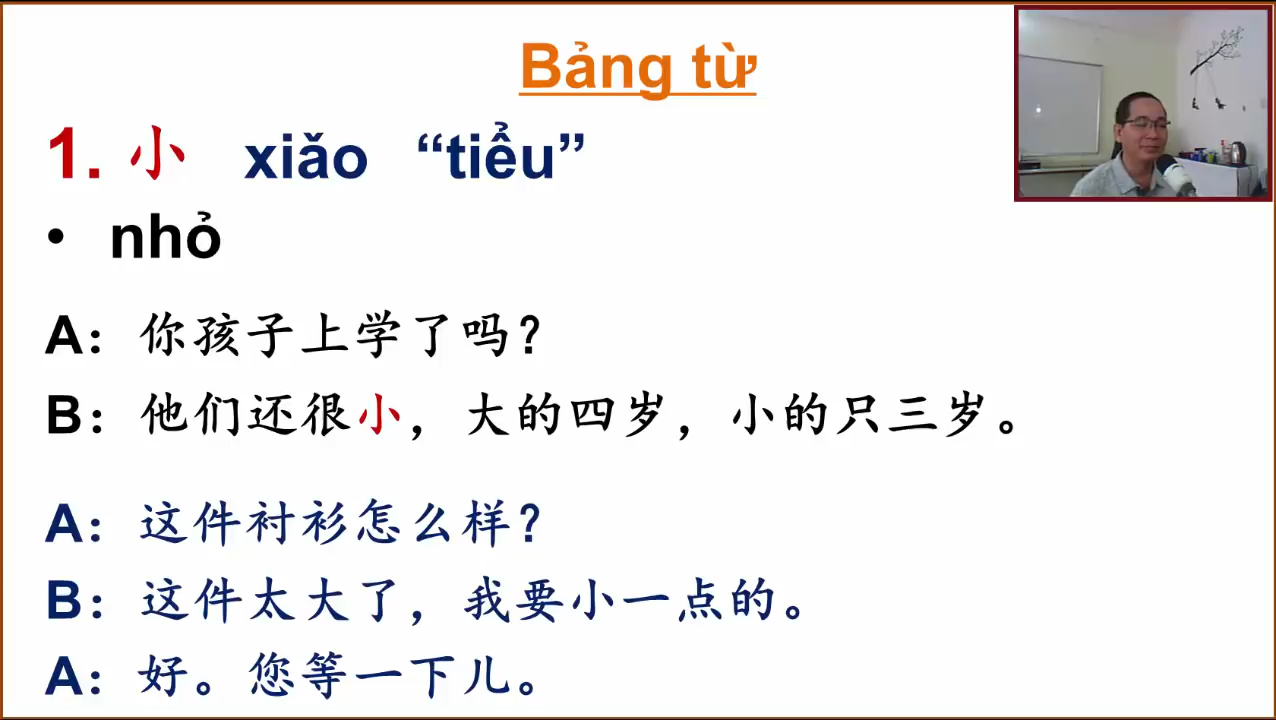 Bảng từ
1. 小 xiǎo “tiểu”
• nhỏ
A：你孩子上学了吗？
B：他们还很小，大的四岁，小的只三岁。
A：这件衬衫怎么样？
B：这件太大了，我要小一点的。
A：好。您等一下儿。